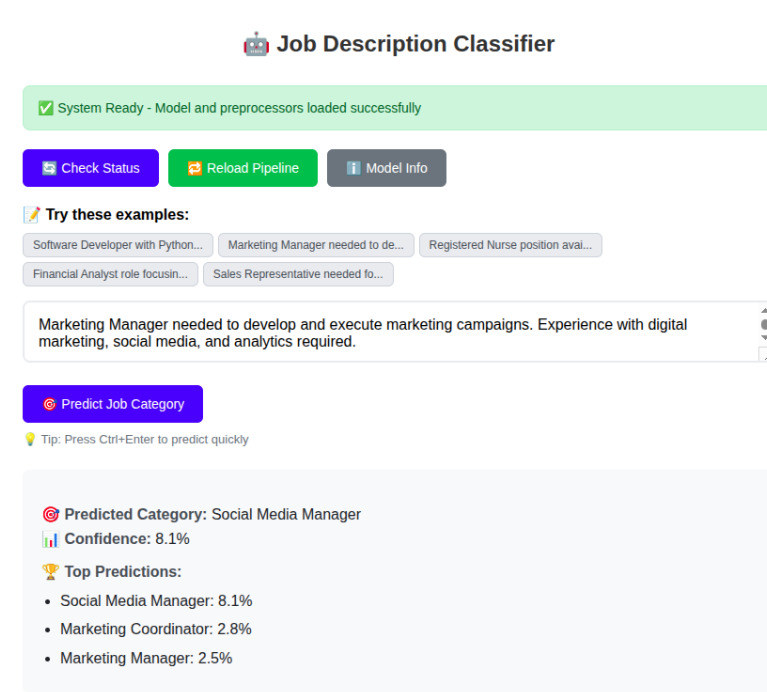 🤖 Job Description Classifier
✅ System Ready - Model and preprocessors loaded successfully
🔄 Check Status
🔁 Reload Pipeline
ℹ️ Model Info
📝 Try these examples:
Software Developer with Python...
Marketing Manager needed to de...
Registered Nurse position avai...
Financial Analyst role focusin...
Sales Representative needed fo...
Marketing Manager needed to develop and execute marketing campaigns. Experience with digital
marketing, social media, and analytics required.
🎯 Predict Job Category
💡 Tip: Press Ctrl+Enter to predict quickly
🎯 Predicted Category: Social Media Manager
📊 Confidence: 8.1%
🏆 Top Predictions:
• Social Media Manager: 8.1%
• Marketing Coordinator: 2.8%
• Marketing Manager: 2.5%